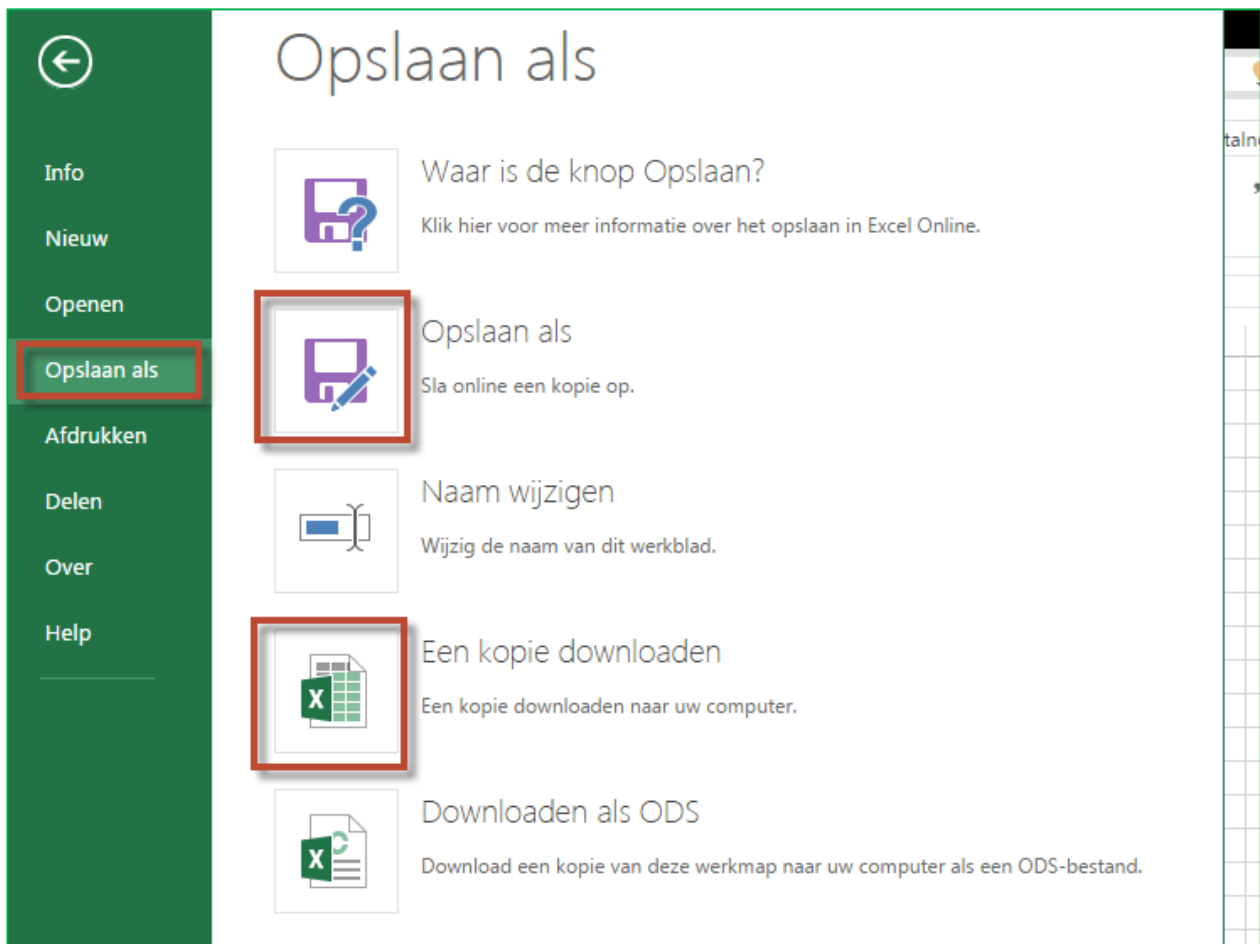 Opslaan als
Info
Nieuw
Openen
Opslaan als
Afdrukken
Delen
Over
Help
Waar is de knop Opslaan?
Klik hier voor meer informatie over het opslaan in Excel Online.
Opslaan als
Sla online een kopie op.
Naam wijzigen
Wijzig de naam van dit werkblad.
Een kopie downloaden
Een kopie downloaden naar uw computer.
Downloaden als ODS
Download een kopie van deze werkmap naar uw computer als een ODS-bestand.